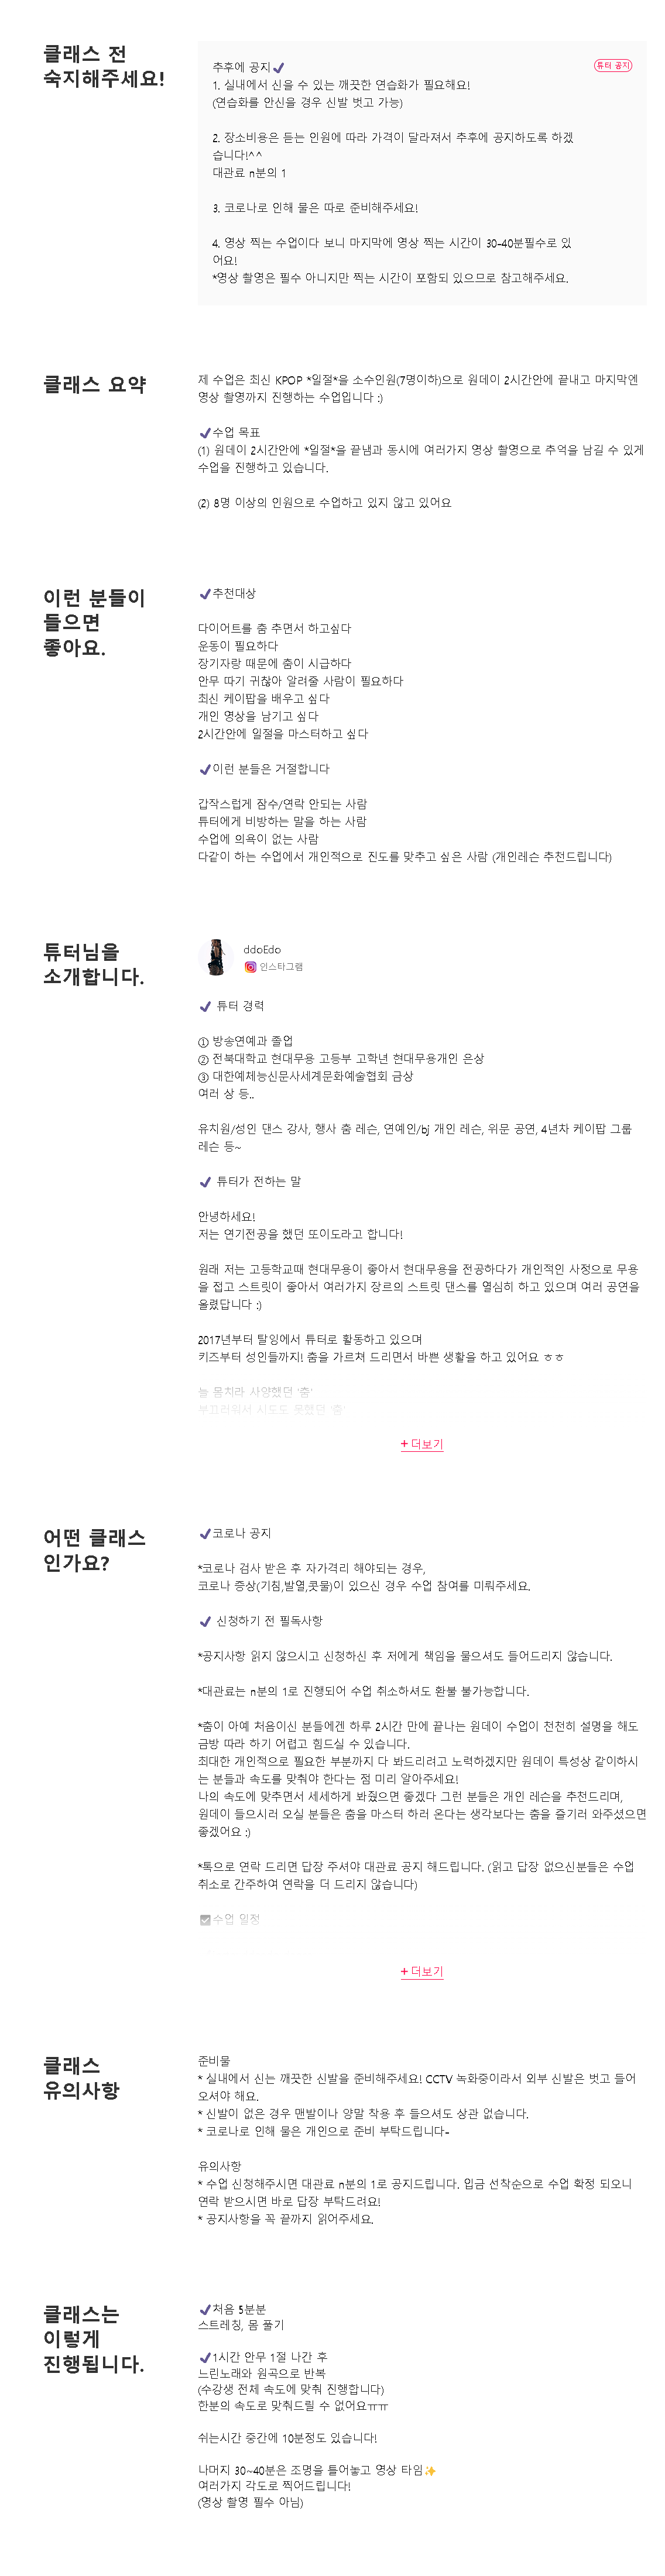 클래스 전
숙지해주세요!
추후에 공지✔
튜터 공지
1. 실내에서 신을 수 있는 깨끗한 연습화가 필요해요!
(연습화를 안신을 경우 신발 벗고 가능)
2. 장소비용은 듣는 인원에 따라 가격이 달라져서 추후에 공지하도록 하겠
습니다!^^
대관료 n분의 1
3. 코로나로 인해 물은 따로 준비해주세요!
4. 영상 찍는 수업이다 보니 마지막에 영상 찍는 시간이 30-40분필수로 있
어요!
*영상 촬영은 필수 아니지만 찍는 시간이 포함되 있으므로 참고해주세요.
클래스 요약
제 수업은 최신 KPOP *일절*을 소수인원(7명이하)으로 원데이 2시간안에 끝내고 마지막엔
영상 촬영까지 진행하는 수업입니다 :)
✔수업 목표
(1) 원데이 2시간안에 *일절*을 끝냄과 동시에 여러가지 영상 촬영으로 추억을 남길 수 있게
수업을 진행하고 있습니다.
(2) 8명 이상의 인원으로 수업하고 있지 않고 있어요
이런 분들이
들으면
좋아요.
✔추천대상
다이어트를 춤 추면서 하고싶다
운동이 필요하다
장기자랑 때문에 춤이 시급하다
안무 따기 귀찮아 알려줄 사람이 필요하다
최신 케이팝을 배우고 싶다
개인 영상을 남기고 싶다
2시간안에 일절을 마스터하고 싶다
✔이런 분들은 거절합니다
갑작스럽게 잠수/연락 안되는 사람
튜터에게 비방하는 말을 하는 사람
수업에 의욕이 없는 사람
다같이 하는 수업에서 개인적으로 진도를 맞추고 싶은 사람 (개인레슨 추천드립니다)
튜터님을
소개합니다.
ddoEdo
인스타그램
✔ 튜터 경력
① 방송연예과 졸업
② 전북대학교 현대무용 고등부 고학년 현대무용개인 은상
③ 대한예체능신문사세계문화예술협회 금상
여러 상 등..
유치원/성인 댄스 강사, 행사 춤 레슨, 연예인/bj 개인 레슨, 위문 공연, 4년차 케이팝 그룹
레슨 등~
✔ 튜터가 전하는 말
안녕하세요!
저는 연기전공을 했던 또이도라고 합니다!
원래 저는 고등학교때 현대무용이 좋아서 현대무용을 전공하다가 개인적인 사정으로 무용
을 접고 스트릿이 좋아서 여러가지 장르의 스트릿 댄스를 열심히 하고 있으며 여러 공연을
올렸답니다 :)
2017년부터 탈잉에서 튜터로 활동하고 있으며
키즈부터 성인들까지! 춤을 가르쳐 드리면서 바쁜 생활을 하고 있어요 ㅎㅎ
늘 몸치라 사양했던 '춤'
부끄러워서 시도도 못했던 '춤'
+ 더보기
어떤 클래스
인가요?
✔코로나 공지
*코로나 검사 받은 후 자가격리 해야되는 경우,
코로나 증상(기침,발열,콧물)이 있으신 경우 수업 참여를 미뤄주세요.
✔ 신청하기 전 필독사항
*공지사항 읽지 않으시고 신청하신 후 저에게 책임을 물으셔도 들어드리지 않습니다.
*대관료는 n분의 1로 진행되어 수업 취소하셔도 환불 불가능합니다.
*춤이 아예 처음이신 분들에겐 하루 2시간 만에 끝나는 원데이 수업이 천천히 설명을 해도
금방 따라 하기 어렵고 힘드실 수 있습니다.
최대한 개인적으로 필요한 부분까지 다 봐드리려고 노력하겠지만 원데이 특성상 같이하시
는 분들과 속도를 맞춰야 한다는 점 미리 알아주세요!
나의 속도에 맞추면서 세세하게 봐줬으면 좋겠다 그런 분들은 개인 레슨을 추천드리며,
원데이 들으시러 오실 분들은 춤을 마스터 하러 온다는 생각보다는 춤을 즐기러 와주셨으면
좋겠어요 :)
*톡으로 연락 드리면 답장 주셔야 대관료 공지 해드립니다. (읽고 답장 없으신분들은 수업
취소로 간주하여 연락을 더 드리지 않습니다)
☑수업 일정
+ 더보기
클래스
유의사항
준비물
* 실내에서 신는 깨끗한 신발을 준비해주세요! CCTV 녹화중이라서 외부 신발은 벗고 들어
오셔야 해요.
* 신발이 없은 경우 맨발이나 양말 착용 후 들으셔도 상관 없습니다.
* 코로나로 인해 물은 개인으로 준비 부탁드립니다-
유의사항
* 수업 신청해주시면 대관료 n분의 1로 공지드립니다. 입금 선착순으로 수업 확정 되오니
연락 받으시면 바로 답장 부탁드려요!
* 공지사항을 꼭 끝까지 읽어주세요.
클래스는
이렇게
진행됩니다.
✔처음 5분분
스트레칭, 몸 풀기
✔1시간 안무 1절 나간 후
느린노래와 원곡으로 반복
(수강생 전체 속도에 맞춰 진행합니다)
한분의 속도로 맞춰드릴 수 없어요ㅠㅠ
쉬는시간 중간에 10분정도 있습니다!
나머지 30~40분은 조명을 틀어놓고 영상 타임✨
여러가지 각도로 찍어드립니다!
(영상 촬영 필수 아님)